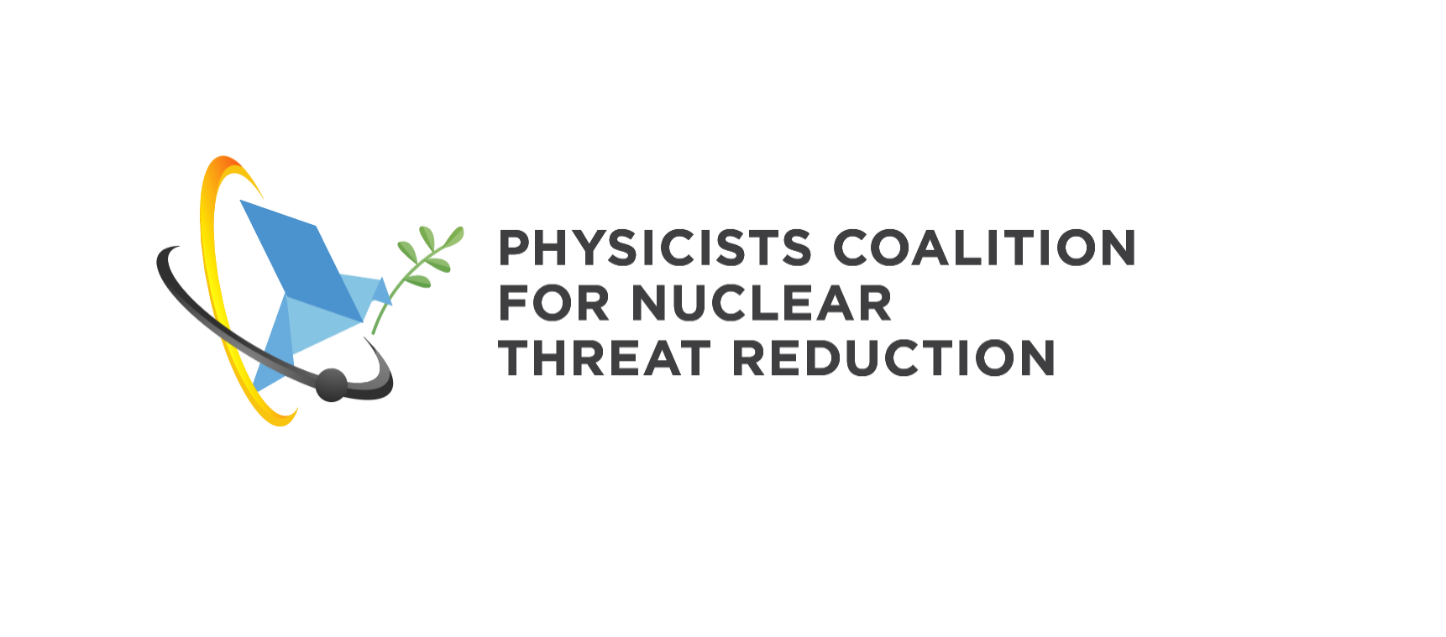 PHYSICISTS COALITION
FOR NUCLEAR
THREAT REDUCTION